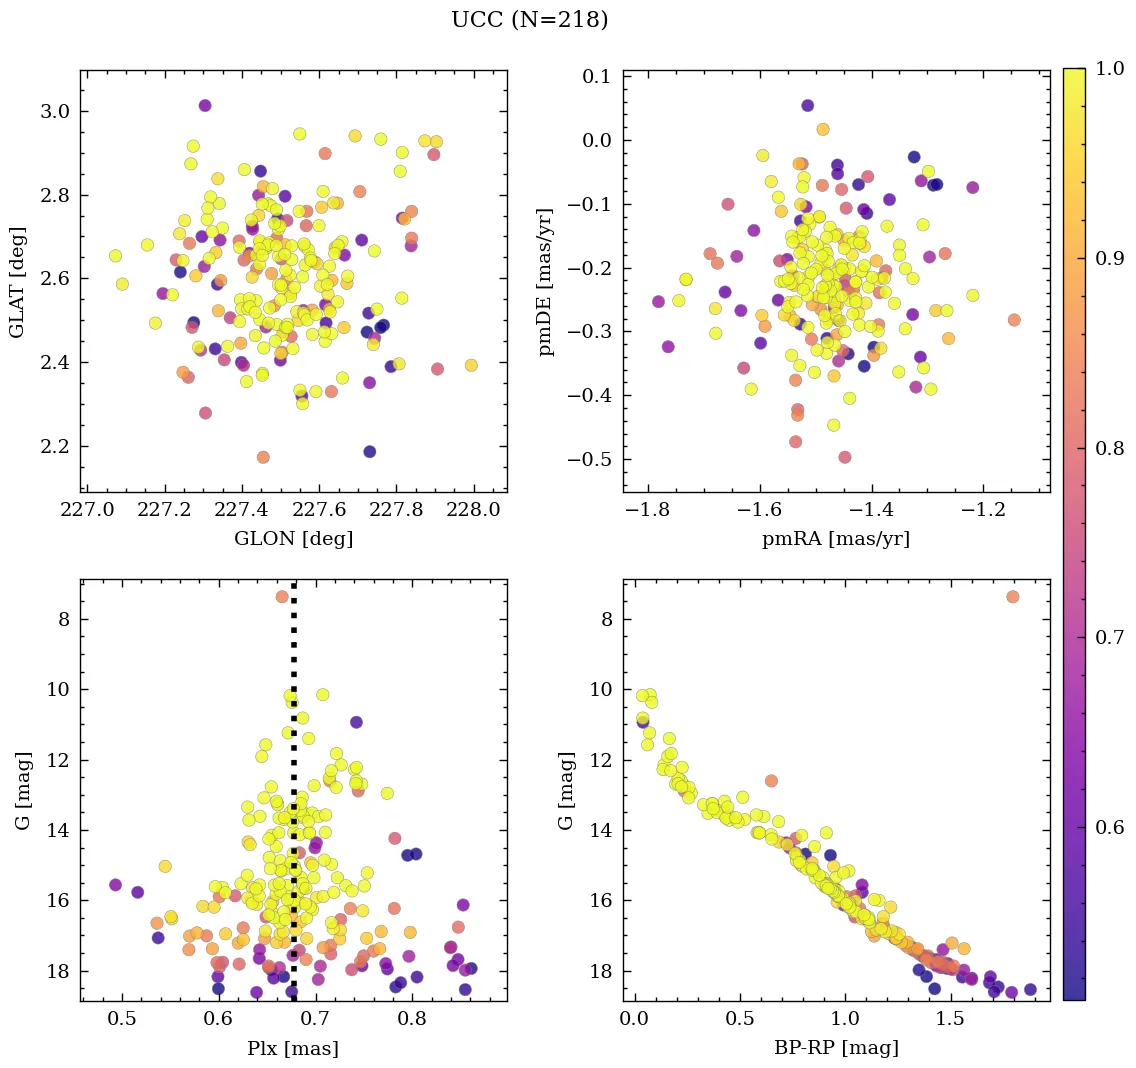 UCC (N=218)
3.0
2.8
2.6
2.4
2.2
GLAT [deg]
227.0 227.2 227.4 227.6 227.8 228.0
GLON [deg]
0.1
0.0
−0.1
−0.2
−0.3
−0.4
−0.5
pmDE [mas/yr]
−1.8 −1.6 −1.4 −1.2
pmRA [mas/yr]
8
10
12
14
16
18
G [mag]
0.5 0.6 0.7 0.8
Plx [mas]
8
10
12
14
16
18
G [mag]
0.0 0.5 1.0 1.5
BP-RP [mag]
1.0
0.9
0.8
0.7
0.6